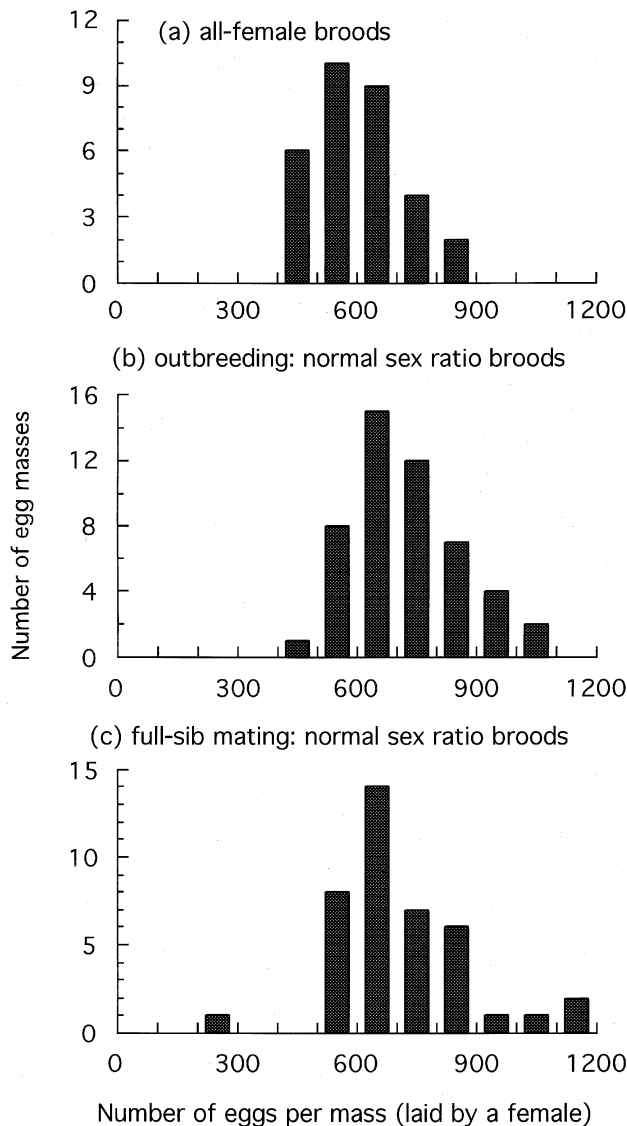 12
(a) all-female broods
9
6
3
0
0 300 600 900 1200
(b) outbreeding: normal sex ratio broods
16
12
8
4
0
0 300 600 900 1200
(c) full-sib mating: normal sex ratio broods
15
10
5
0
0 300 600 900 1200
Number of egg masses
Number of eggs per mass (laid by a female)